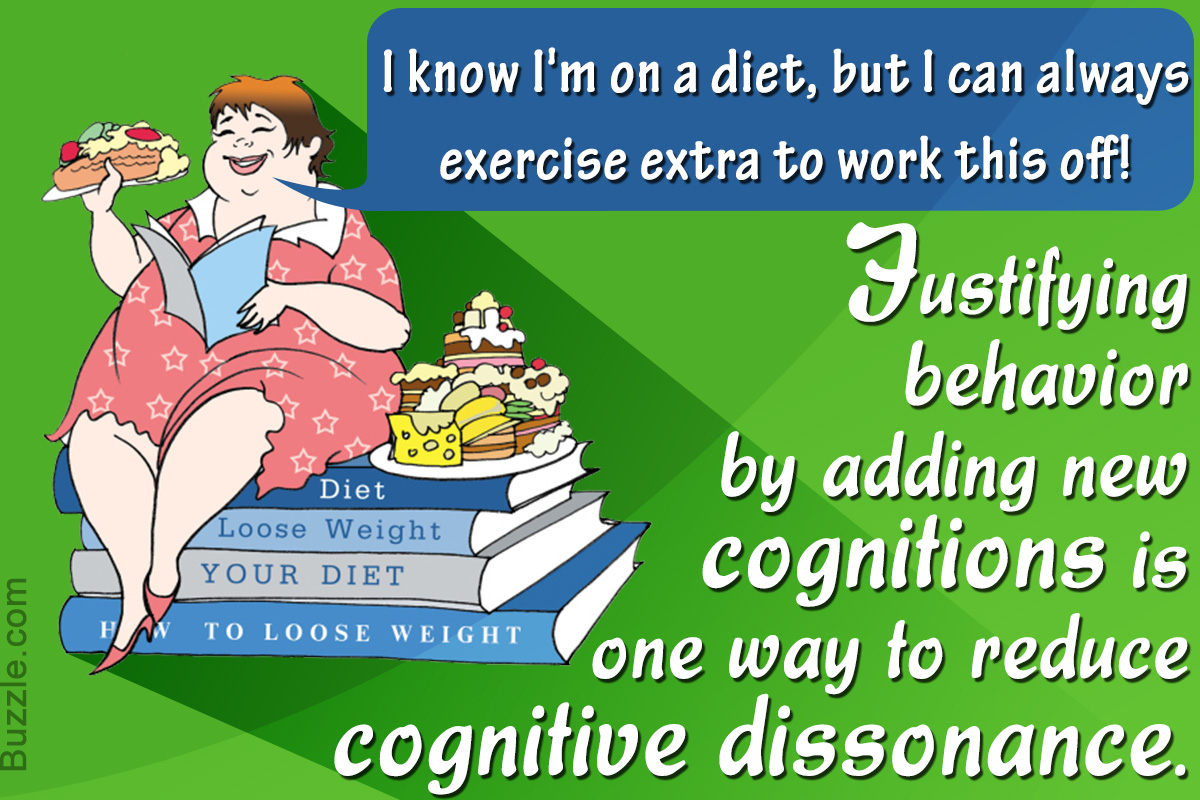 I know I'm on a diet, but I can always
exercise extra to work this off!
Justifying
behavior
by adding new
cognitions is
one way to reduce
cognitive dissonance.
Diet
Loose Weight
YOUR DIET
HOW TO LOOSE WEIGHT
Buzzle.com